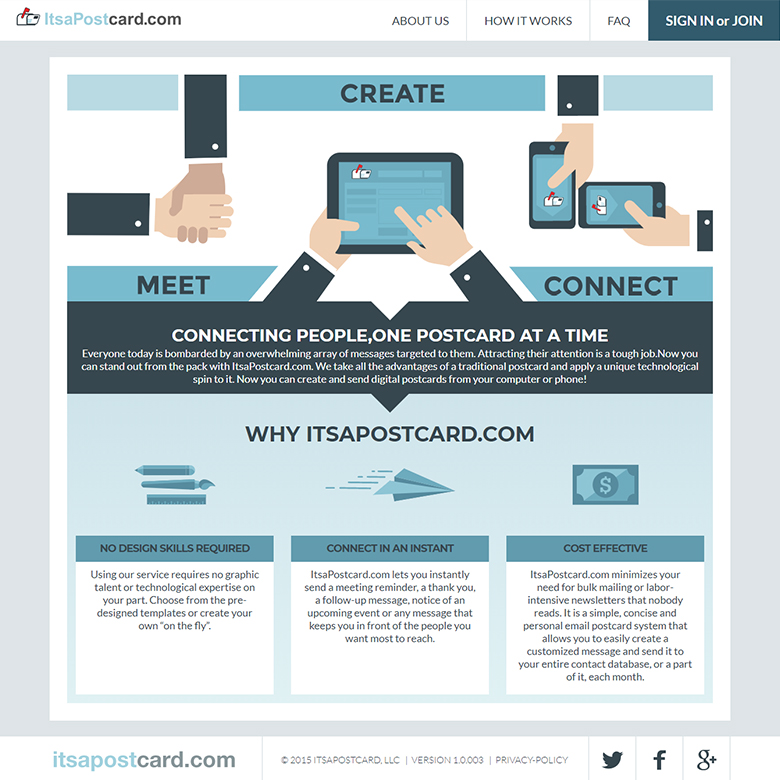 ItsaPostcard.com
ABOUT US
HOW IT WORKS
FAQ
SIGN IN or JOIN
CREATE
MEET
CONNECT
CONNECTING PEOPLE,ONE POSTCARD AT A TIME
Everyone today is bombarded by an overwhelming array of messages targeted to them. Attracting their attention is a tough job.Now you
can stand out from the pack with ItsaPostcard.com. We take all the advantages of a traditional postcard and apply a unique technological
spin to it. Now you can create and send digital postcards from your computer or phone!
WHY ITSAPOSTCARD.COM
$
NO DESIGN SKILLS REQUIRED
Using our service requires no graphic
talent or technological expertise on
your part. Choose from the pre-
designed templates or create your
own "on the fly".
CONNECT IN AN INSTANT
ItsaPostcard.com lets you instantly
send a meeting reminder, a thank you,
a follow-up message, notice of an
upcoming event or any message that
keeps you in front of the people you
want most to reach.
COST EFFECTIVE
ItsaPostcard.com minimizes your
need for bulk mailing or labor-
intensive newsletters that nobody
reads. It is a simple, concise and
personal email postcard system that
allows you to easily create a
customized message and send it to
your entire contact database, or a part
of it, each month.
itsapostcard.com
© 2015 ITSAPOSTCARD, LLC | VERSION 1.0.003 | PRIVACY-POLICY
f
g+